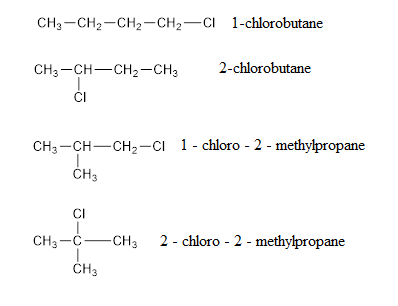 CH3—CH2—CH2—CH2—Cl 1-chlorobutane
CH3—CH—CH2—CH3 2-chlorobutane
Cl
CH3—CH—CH2—Cl 1 - chloro - 2 - methylpropane
CH3
Cl
CH3—C—CH3 2 - chloro - 2 - methylpropane
CH3